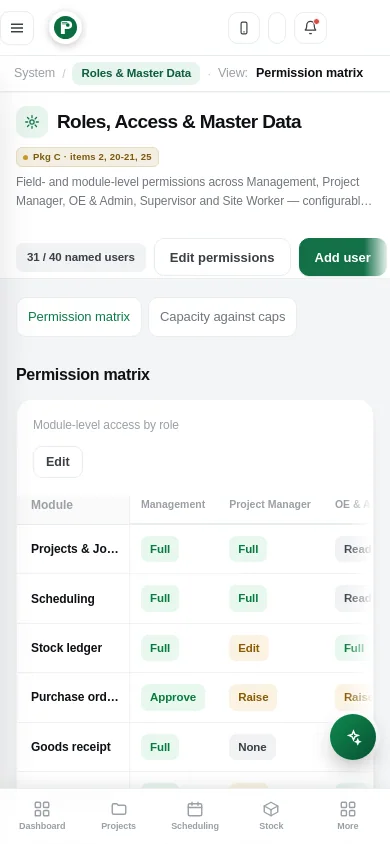 System / Roles & Master Data · View: Permission matrix
Roles, Access & Master Data
Pkg C · items 2, 20-21, 25
Field- and module-level permissions across Management, Project
Manager, OE & Admin, Supervisor and Site Worker — configurabl…
31 / 40 named users Edit permissions Add user
Permission matrix Capacity against caps
Permission matrix
Module-level access by role
Edit
Module Management Project Manager OE & A
Projects & Jo… Full Full Read
Scheduling Full Full Read
Stock ledger Full Edit Full
Purchase ord… Approve Raise Raise
Goods receipt Full None
Dashboard Projects Scheduling Stock More